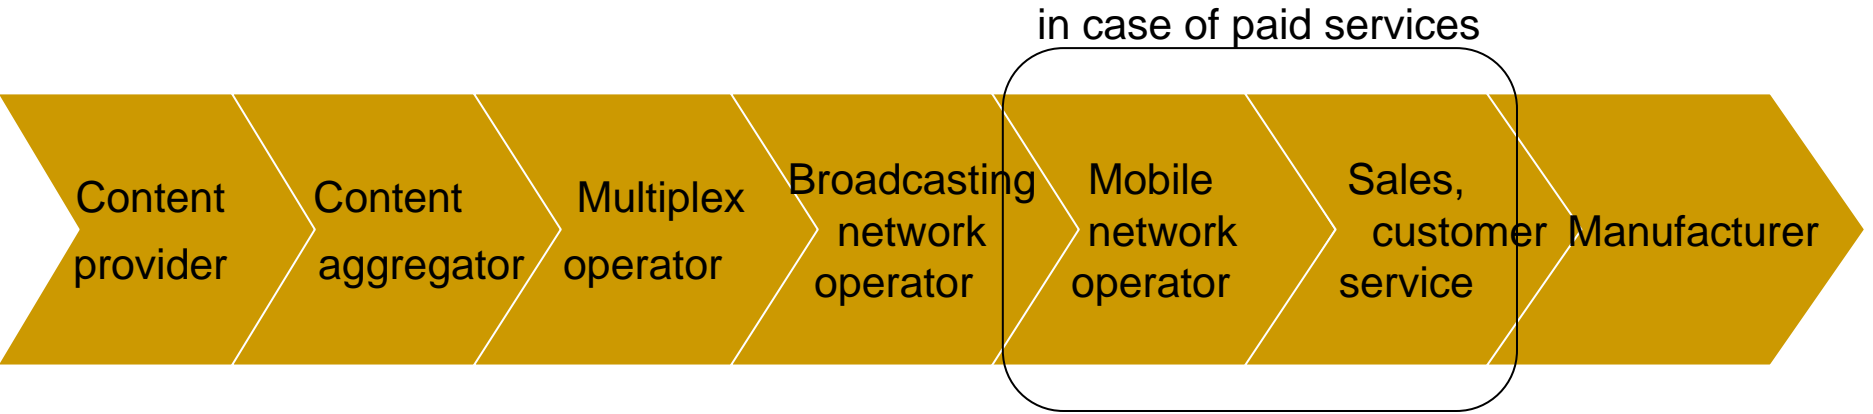 in case of paid services
Content
provider
Content
aggregator
Multiplex
operator
Broadcasting
network
operator
Mobile
network
operator
Sales,
customer
service
Manufacturer